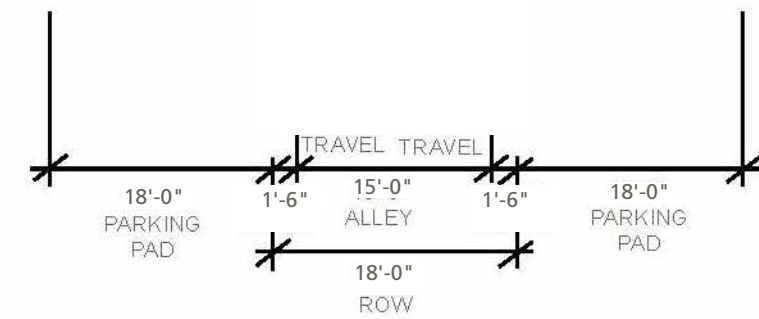 TRAVEL TRAVEL
18'-0"
PARKING
PAD
1'-6"
15'-0"
ALLEY
1'-6"
18'-0"
PARKING
PAD
18'-0"
ROW